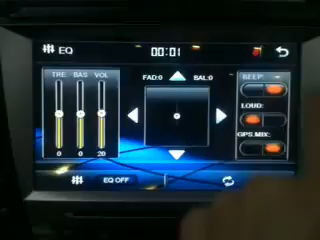 EQ 00:01
TRE BAS VOL FAD:0 BAL:0 BEEP:
LOUD:
GPS.MIX:
0 0 20
EQ OFF